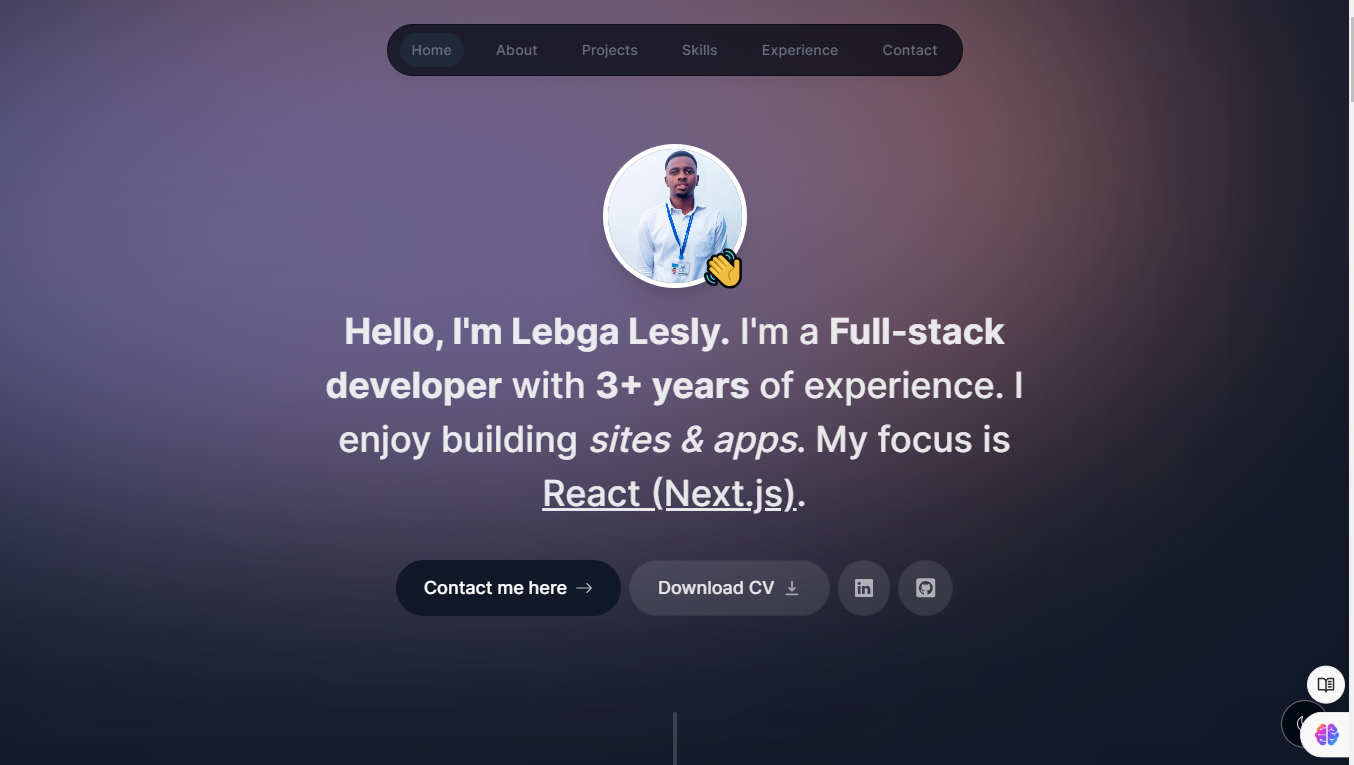 Home About Projects Skills Experience Contact
Hello, I'm Lebga Lesly. I'm a Full-stack
developer with 3+ years of experience. I
enjoy building sites & apps. My focus is
React (Next.js).
Contact me here → Download CV in